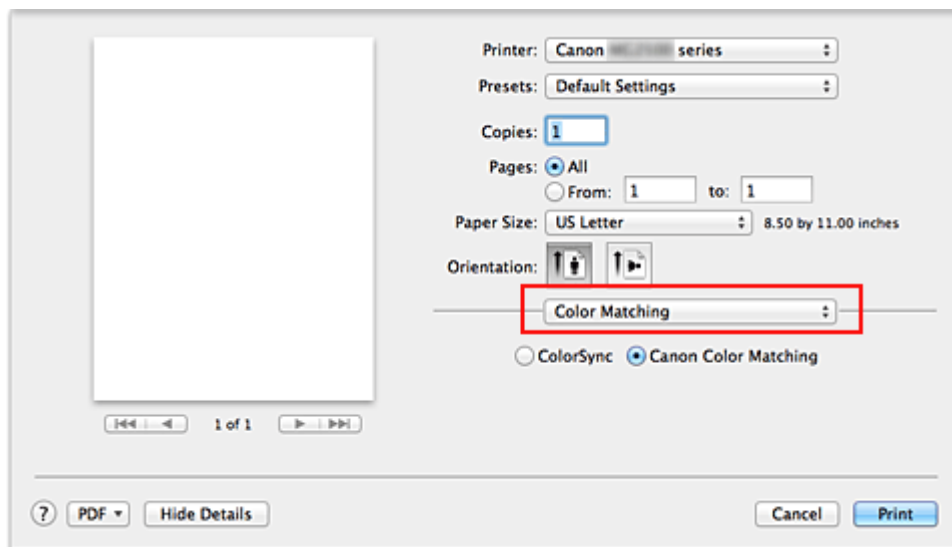 Printer: Canon series
Presets: Default Settings
Copies: 1
Pages: All
From: 1 to: 1
Paper Size: US Letter 8.50 by 11.00 inches
Orientation:
Color Matching
ColorSync Canon Color Matching
1 of 1
? PDF Hide Details Cancel Print